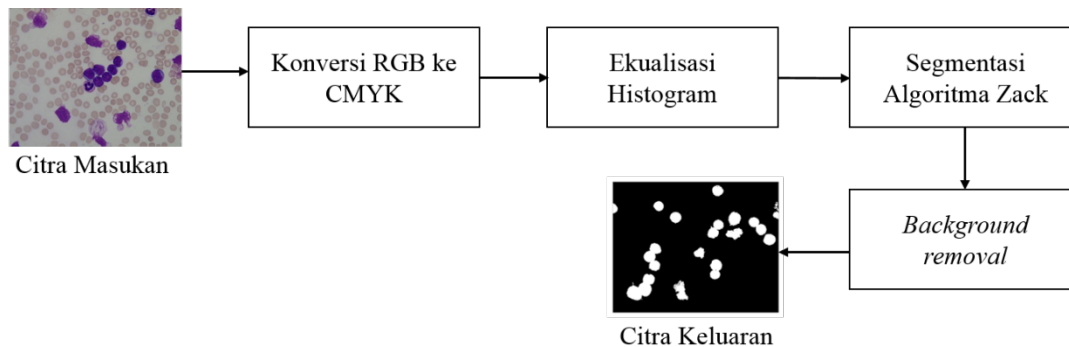 Citra Masukan
Konversi RGB ke
CMYK
Ekualisasi
Histogram
Segmentasi
Algoritma Zack
Background
removal
Citra Keluaran